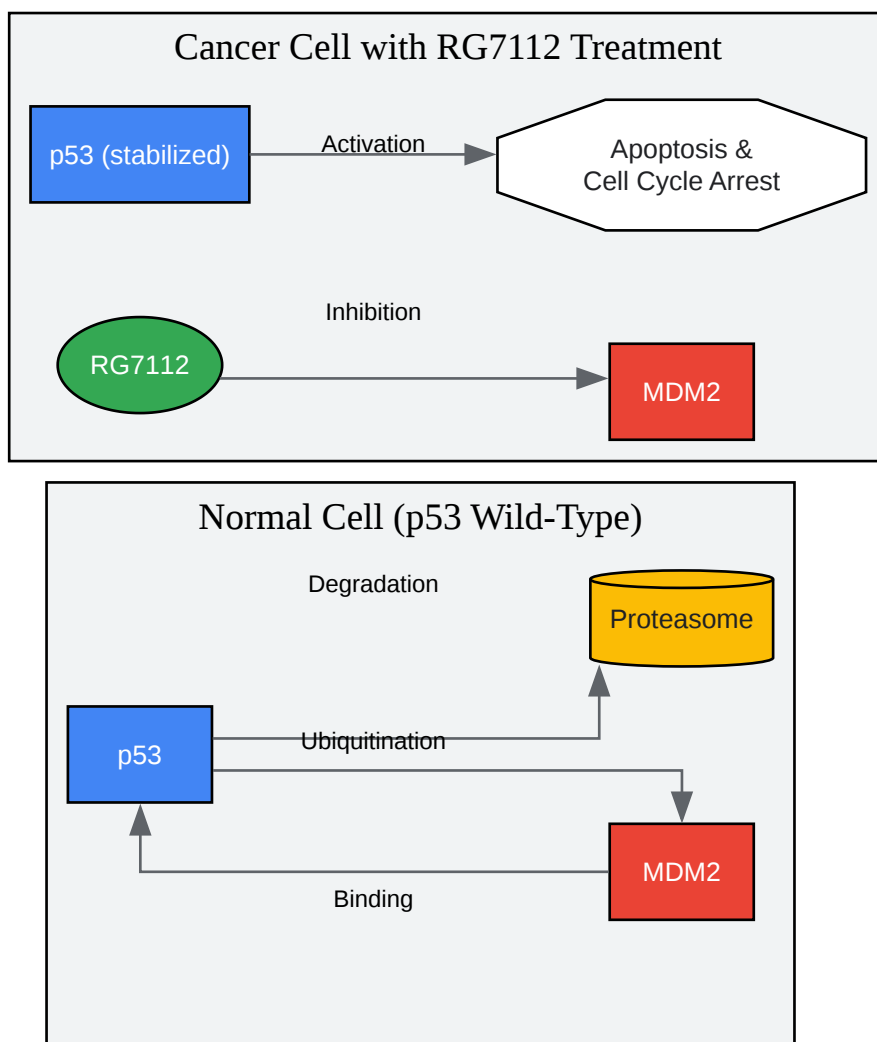 Cancer Cell with RG7112 Treatment
p53 (stabilized)
Activation
Apoptosis &
Cell Cycle Arrest
Inhibition
RG7112
MDM2
Normal Cell (p53 Wild-Type)
Degradation
Proteasome
Ubiquitination
p53
MDM2
Binding